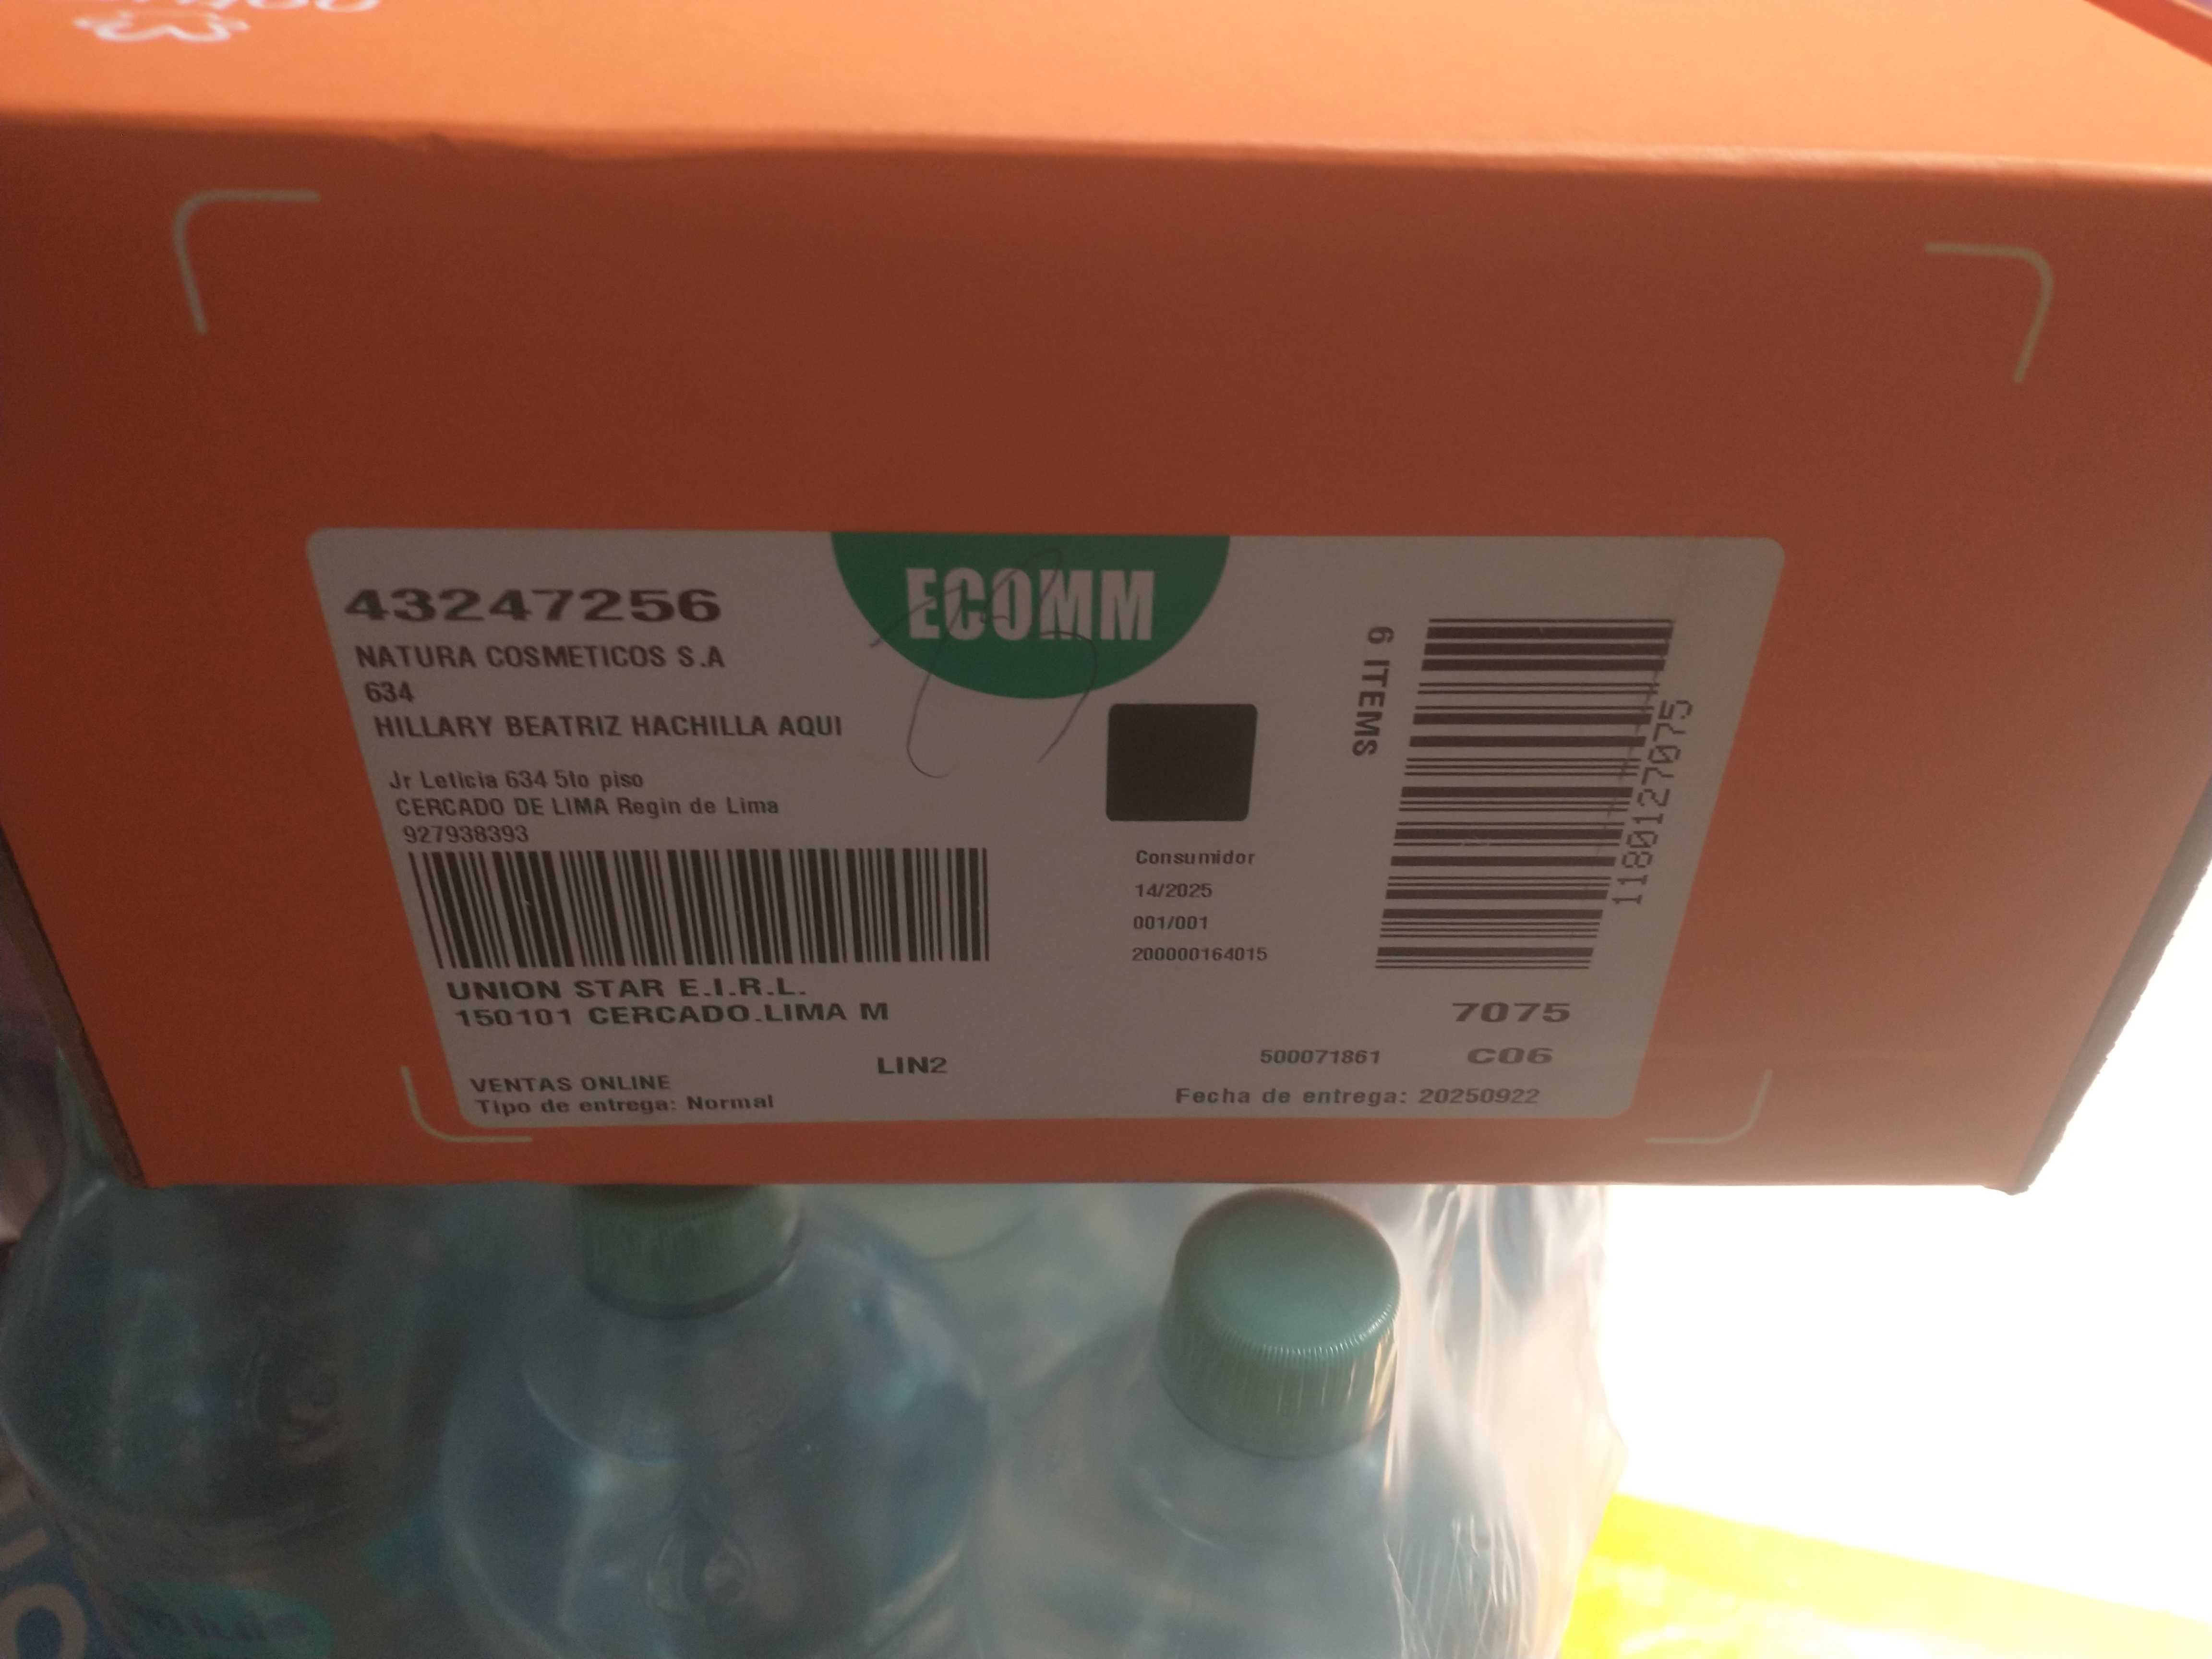 43247256
ECOMM
NATURA COSMETICOS S.A
634
HILLARY BEATRIZ HACHILLA AQUI
Jr Leticia 634 5to piso
CERCADO DE LIMA Regin de Lima
927938393
6 ITEMS
1180127075
Consumidor
14/2025
001/001
200000164015
UNION STAR E.I.R.L.
150101 CERCADO.LIMA M
7075
LIN2
500071861
C06
VENTAS ONLINE
Tipo de entrega: Normal
Fecha de entrega: 20250922